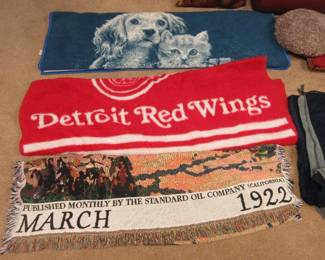 Detroit Red Wings
PUBLISHED MONTHLY BY THE STANDARD OIL COMPANY (CALIFORNIA)
MARCH 1922